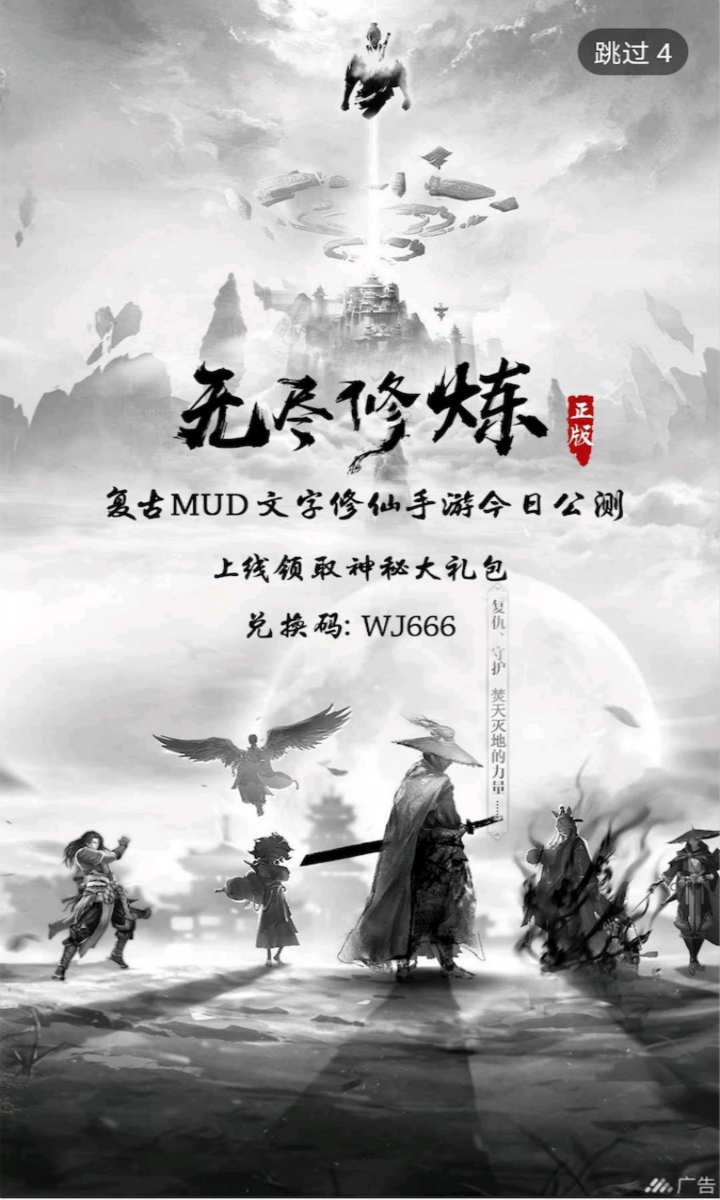 跳过 4
无尽修炼
正版
复古MUD文字修仙手游今日公测
上线领取神秘大礼包
兑换码: WJ666
复仇、守护 焚天灭地的力量……
广告